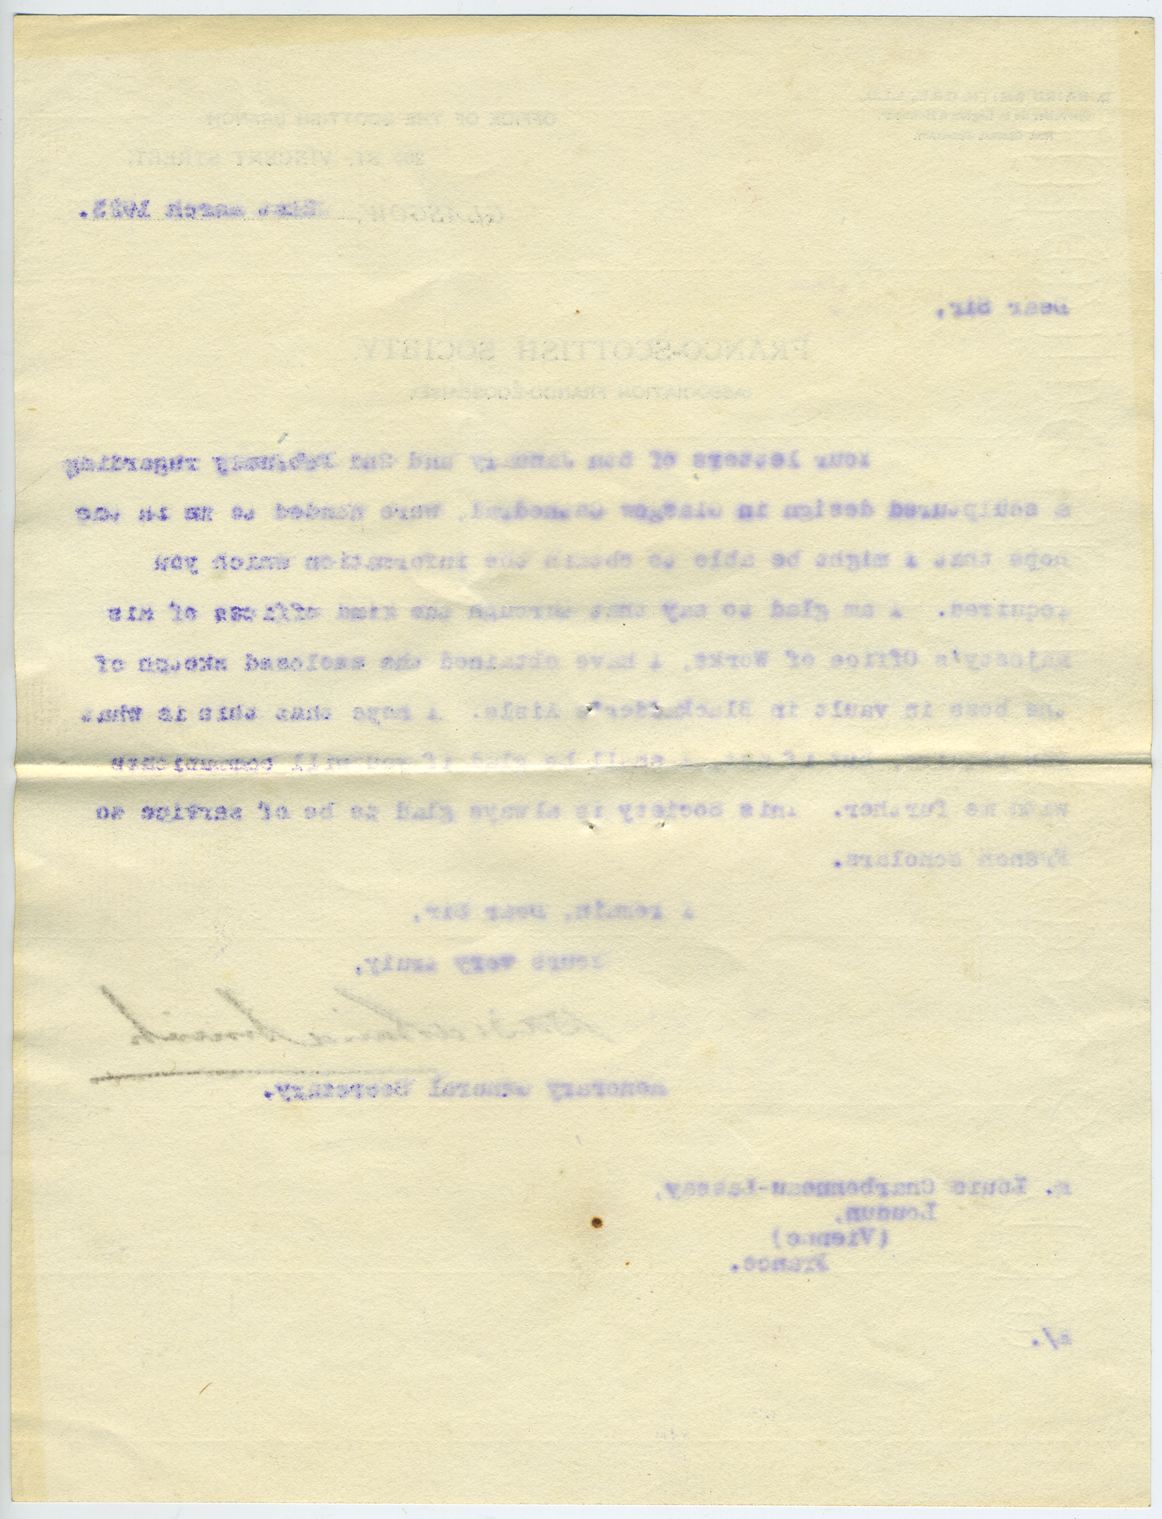 OFFICE OF THE SCOTTISH BRANCH
205 ST. VINCENT STREET,
GLASGOW, 21st March 1923.
Dear Sir,
FRANCO-SCOTTISH SOCIETY
ASSOCIATION FRANCO-ÉCOSSAISE
Your letters of 8th January and 2nd February regarding
a sculptured design in Glasgow Cathedral, were handed to me in the
hope that I might be able to obtain the information which you
require. I am glad to say that through the kind offices of His
Majesty's Office of Works, I have obtained the enclosed sketch of
the boss in vault in Blackadder's Aisle. I hope that this is what
but if not, I shall be glad if you will communicate
with me further. This Society is always glad to be of service to
French scholars.
I remain, Dear Sir,
Yours very truly,
Smith
Honorary General Secretary.
M. Louis Charbonneau-Lassay,
Loudun,
(Vienne)
France.